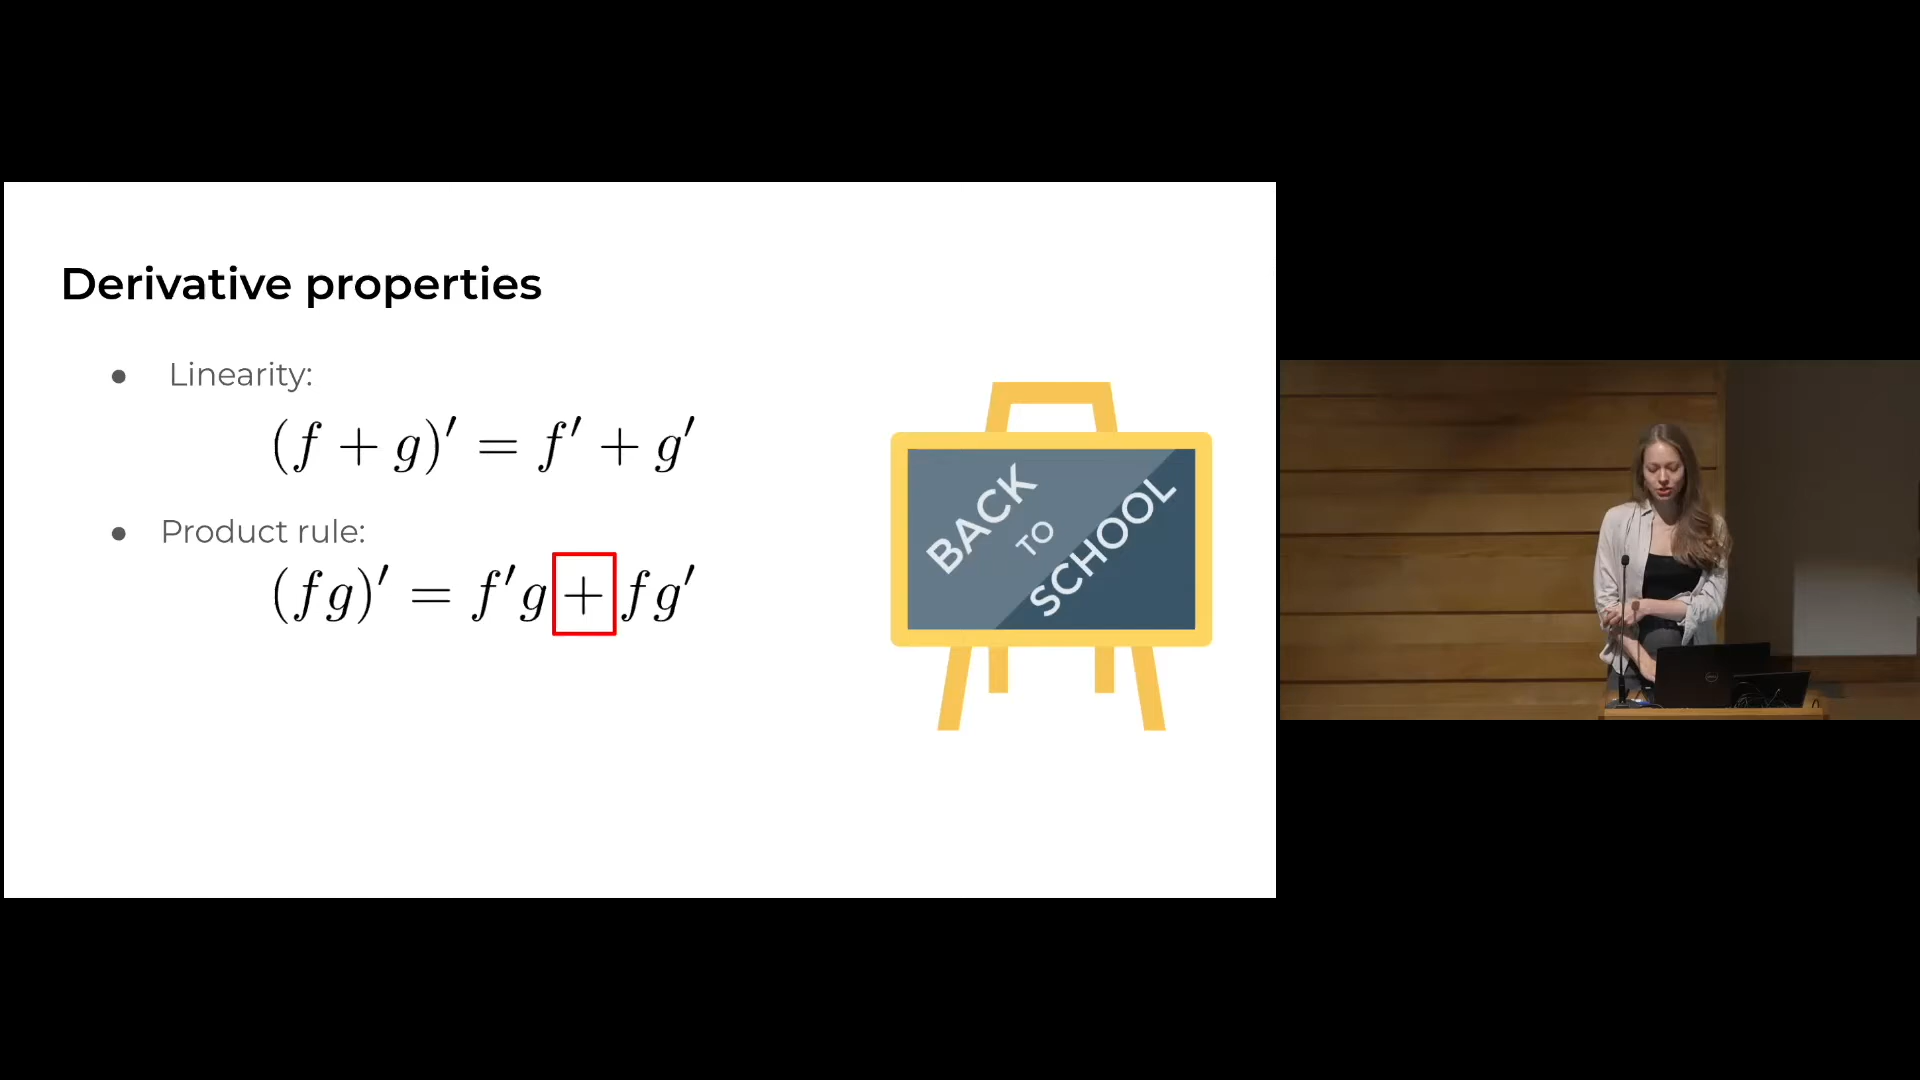 Derivative properties
● Linearity:
(f + g)′ = f′ + g′
● Product rule:
(fg)′ = f′g + fg′
BACK
TO
SCHOOL